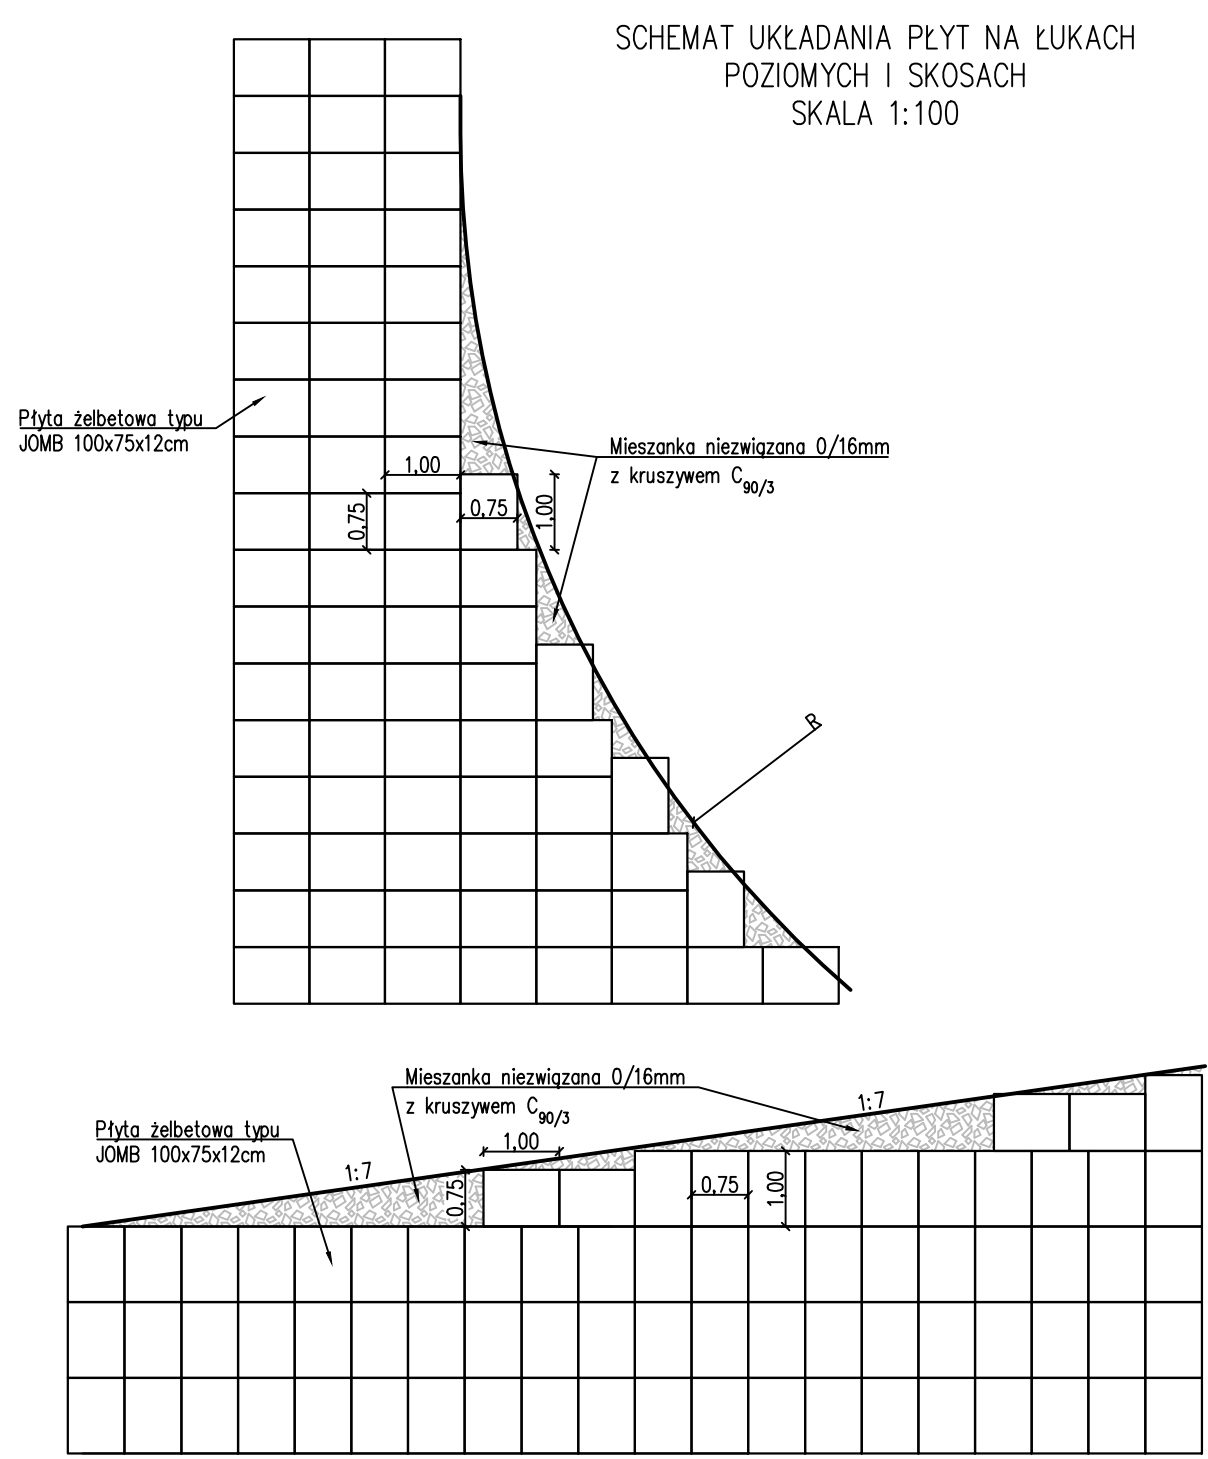 SCHEMAT UKŁADANIA PŁYT NA ŁUKACH
POZIOMYCH I SKOSACH
SKALA 1:100
Płyta żelbetowa typu
JOMB 100x75x12cm
Mieszanka niezwiązana 0/16mm
z kruszywem C90/3
1,00
0,75
0,75
1,00
R
Mieszanka niezwiązana 0/16mm
z kruszywem C90/3
Płyta żelbetowa typu
JOMB 100x75x12cm
1:7
1,00
0,75
1:7
0,75
1,00